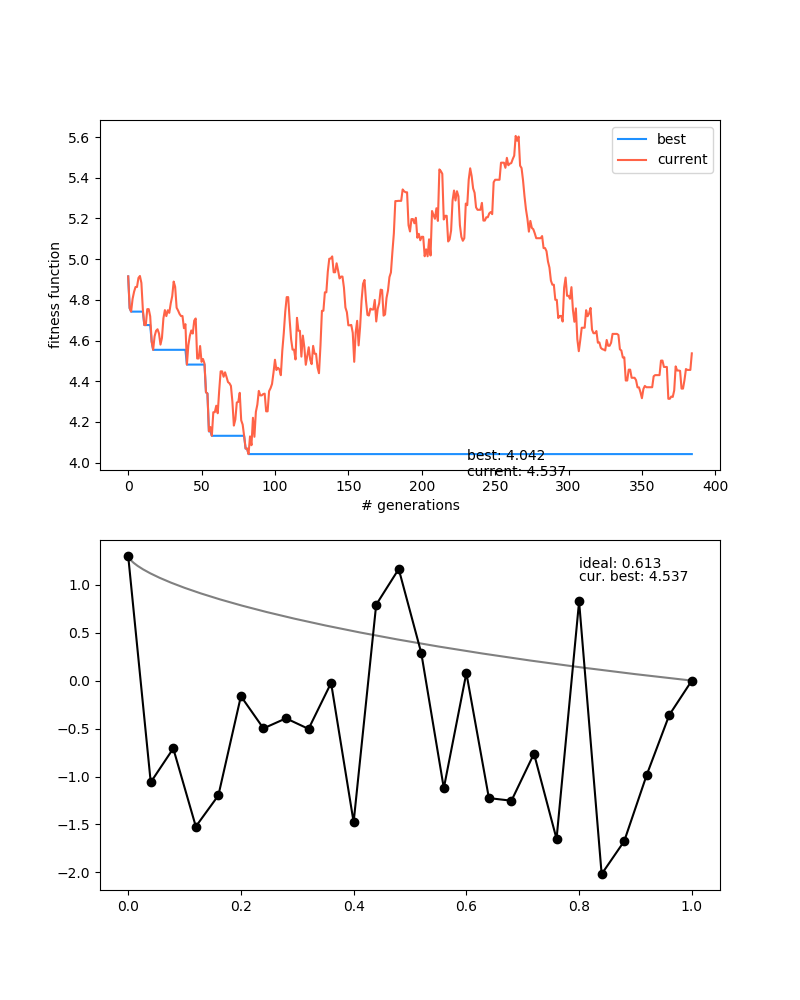 5.6
5.4
5.2
5.0
4.8
4.6
4.4
4.2
4.0
fitness function
best
current
best: 4.042
current: 4.537
0 50 100 150 200 250 300 350 400
# generations
ideal: 0.613
cur. best: 4.537
1.0
0.5
0.0
−0.5
−1.0
−1.5
−2.0
0.0 0.2 0.4 0.6 0.8 1.0